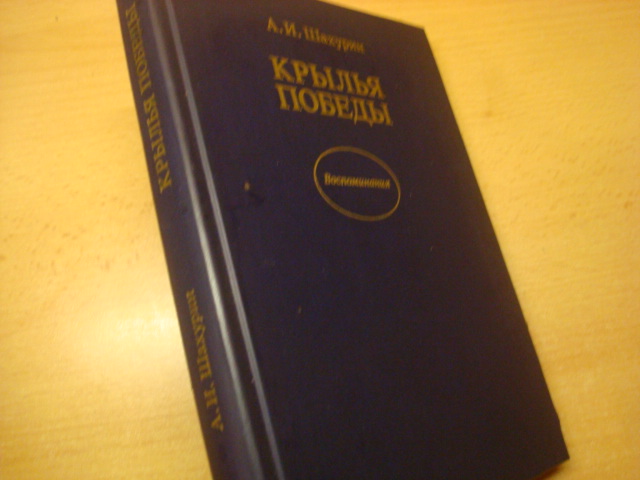 А.И. Шахурин
КРЫЛЬЯ
ПОБЕДЫ
Воспоминания
А.И. Шахурин КРЫЛЬЯ ПОБЕДЫ